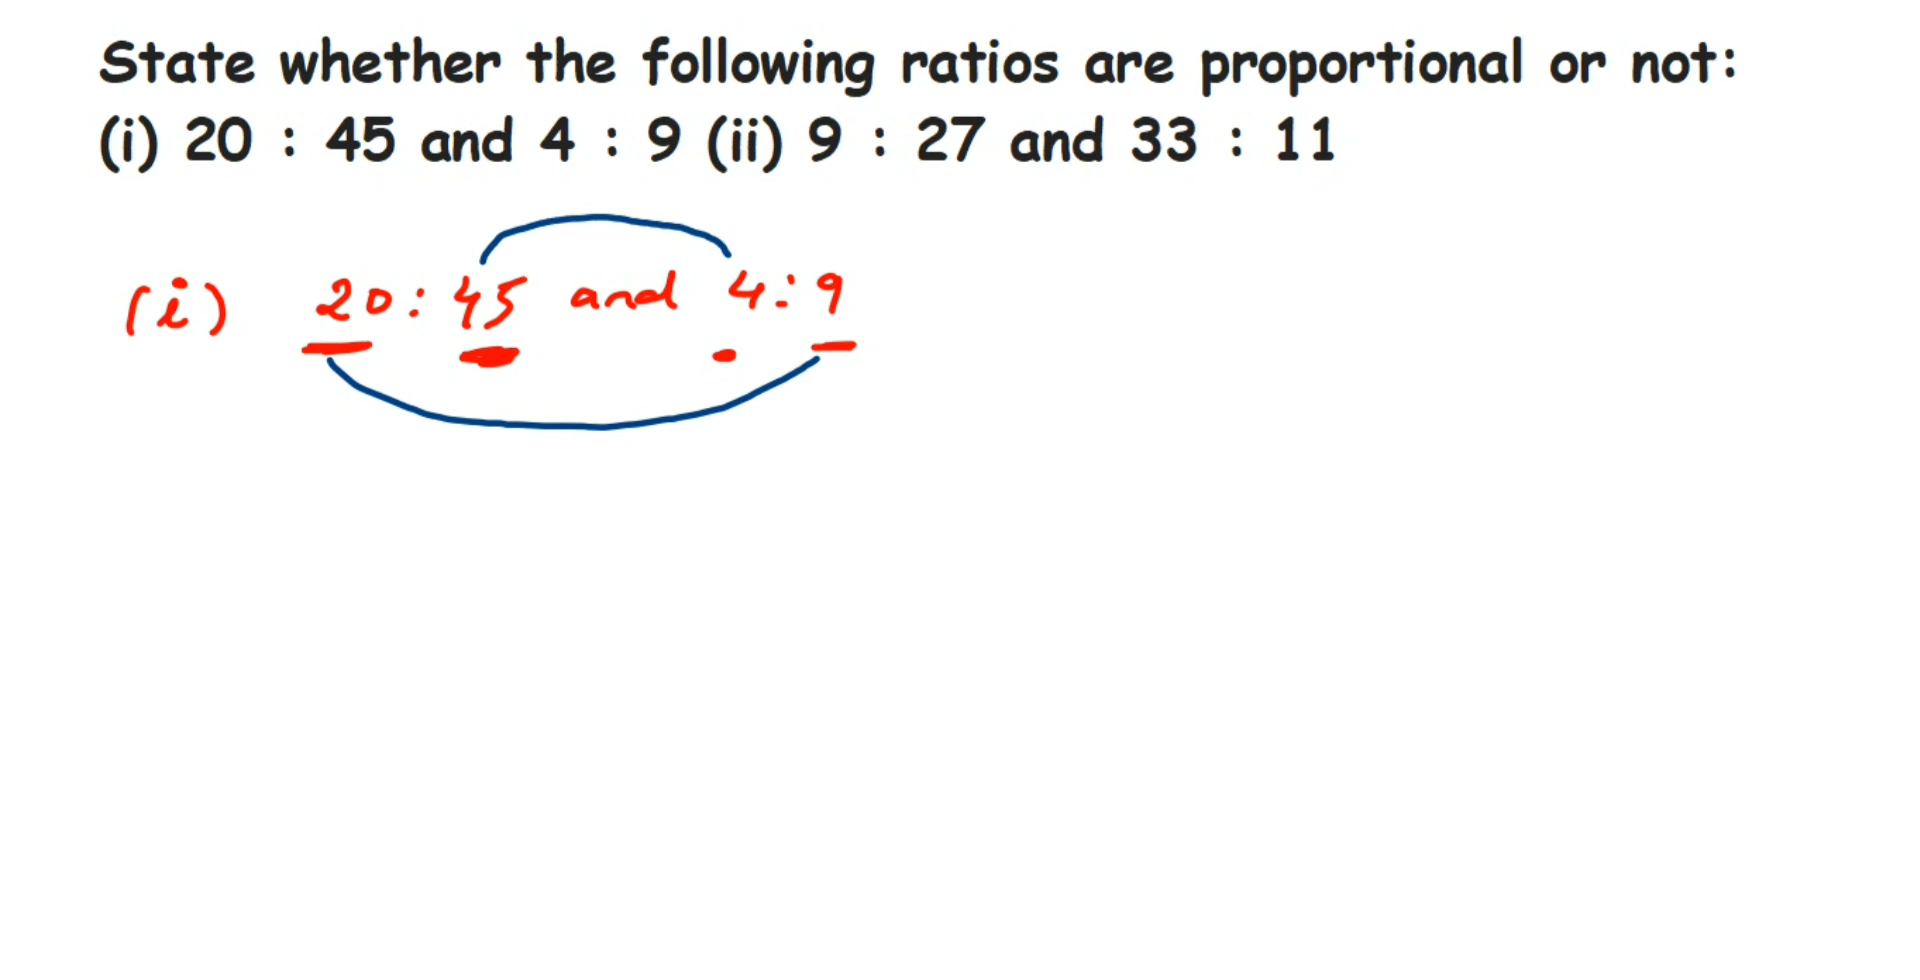 State whether the following ratios are proportional or not:
(i) 20 : 45 and 4 : 9 (ii) 9 : 27 and 33 : 11
(i) 20 : 45 and 4 : 9